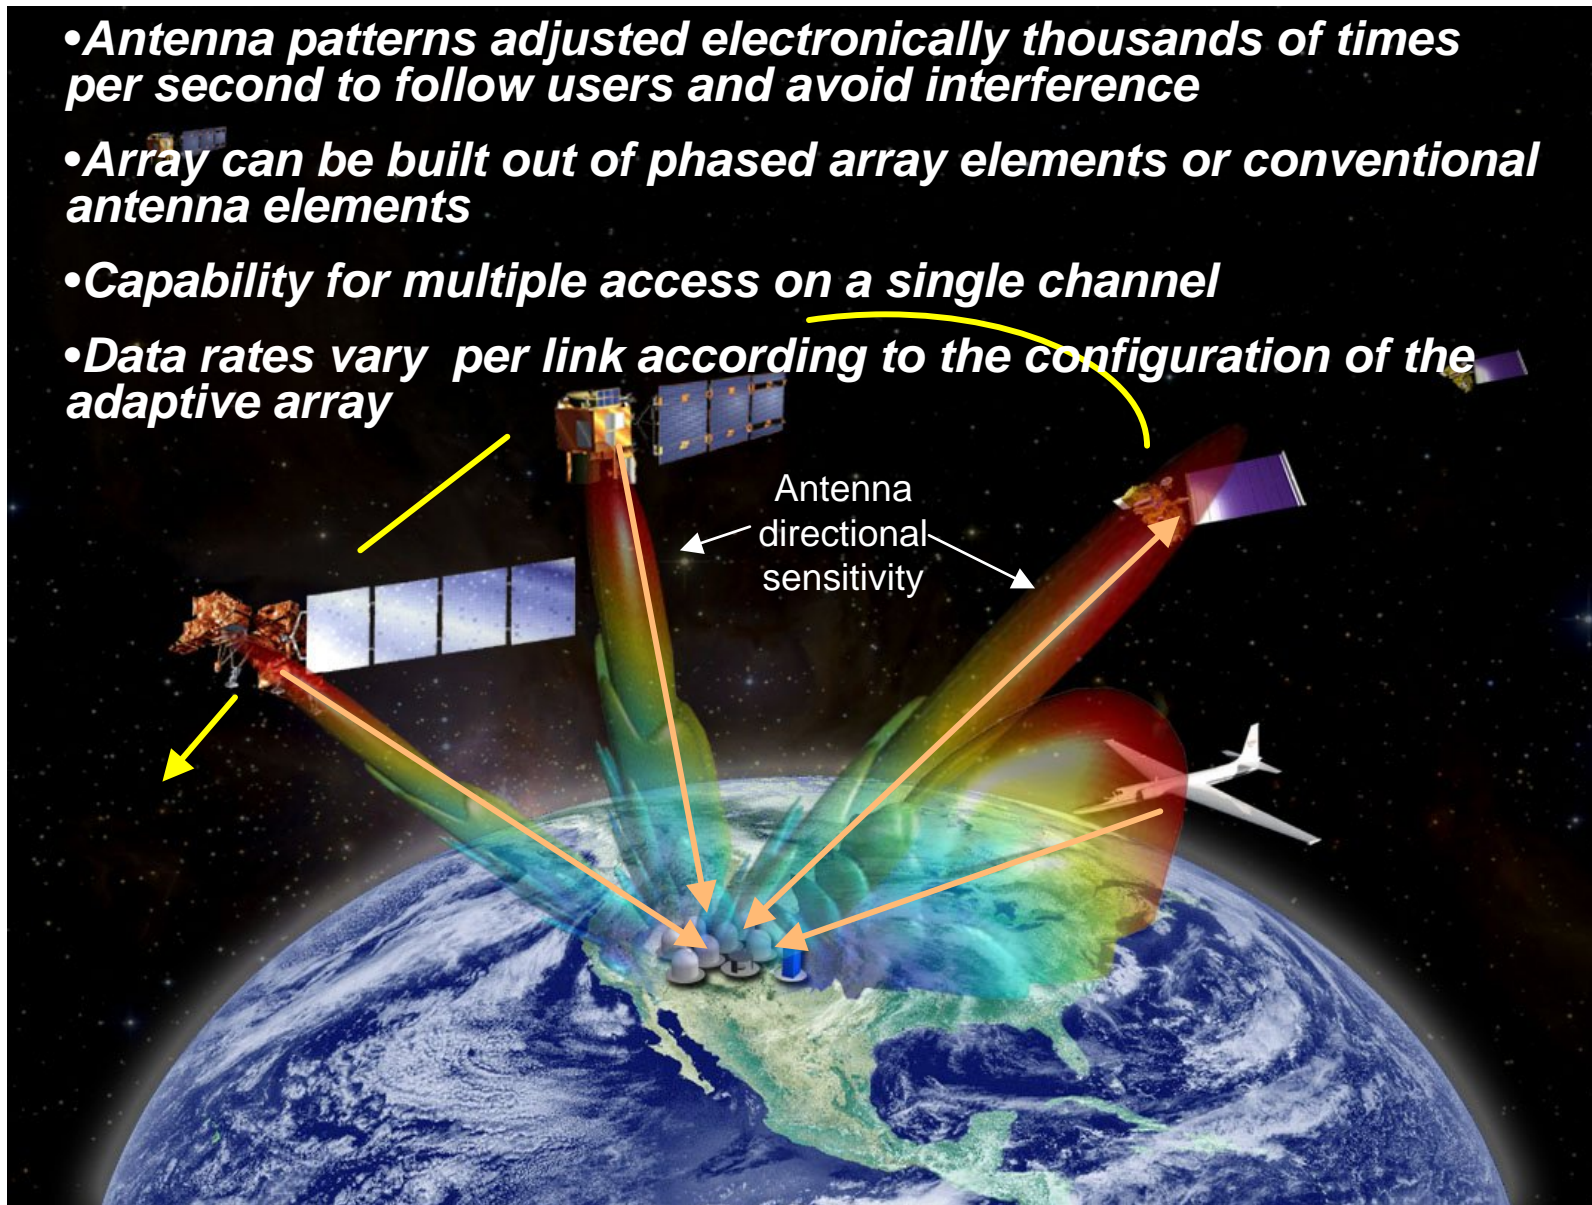 •Antenna patterns adjusted electronically thousands of times
per second to follow users and avoid interference
•Array can be built out of phased array elements or conventional
antenna elements
•Capability for multiple access on a single channel
•Data rates vary  per link according to the configuration of the
adaptive array
Antenna
directional
sensitivity